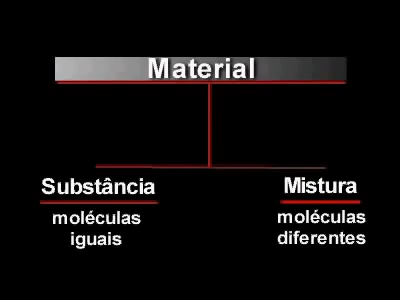 Material
Substância
moléculas
iguais
Mistura
moléculas
diferentes